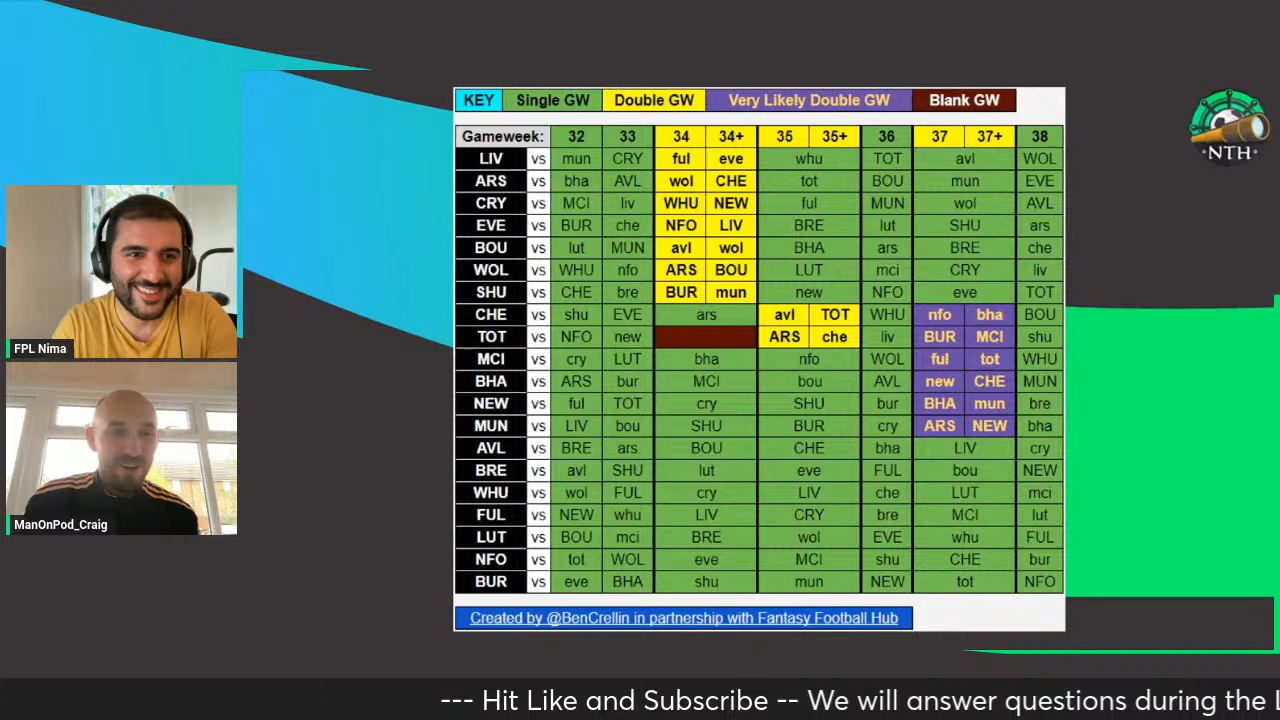 KEY Single GW Double GW Very Likely Double GW Blank GW
Gameweek: 32 33 34 34+ 35 35+ 36 37 37+ 38
LIV vs mun CRY ful eve whu TOT avl WOL
ARS vs bha AVL wol CHE tot BOU mun EVE
CRY vs MCI liv WHU NEW ful MUN wol AVL
EVE vs BUR che NFO LIV BRE lut SHU ars
BOU vs lut MUN avl wol BHA ars BRE che
WOL vs WHU nfo ARS BOU LUT mci CRY liv
SHU vs CHE bre BUR mun new NFO eve TOT
CHE vs shu EVE ars avl TOT WHU nfo bha BOU
TOT vs NFO new ARS che liv BUR MCI shu
MCI vs cry LUT bha nfo WOL ful tot WHU
BHA vs ARS bur MCI bou AVL new CHE MUN
NEW vs ful TOT cry SHU bur BHA mun bre
MUN vs LIV bou SHU BUR cry ARS NEW bha
AVL vs BRE ars BOU CHE bha LIV cry
BRE vs avl SHU lut eve FUL bou NEW
WHU vs wol FUL cry LIV che LUT mci
FUL vs NEW whu LIV CRY bre MCI lut
LUT vs BOU mci BRE wol EVE whu FUL
NFO vs tot WOL eve MCI shu CHE bur
BUR vs eve BHA shu mun NEW tot NFO
Created by @BenCrellin in partnership with Fantasy Football Hub
NTH
FPL Nima
ManOnPod_Craig
--- Hit Like and Subscribe -- We will answer questions during the L